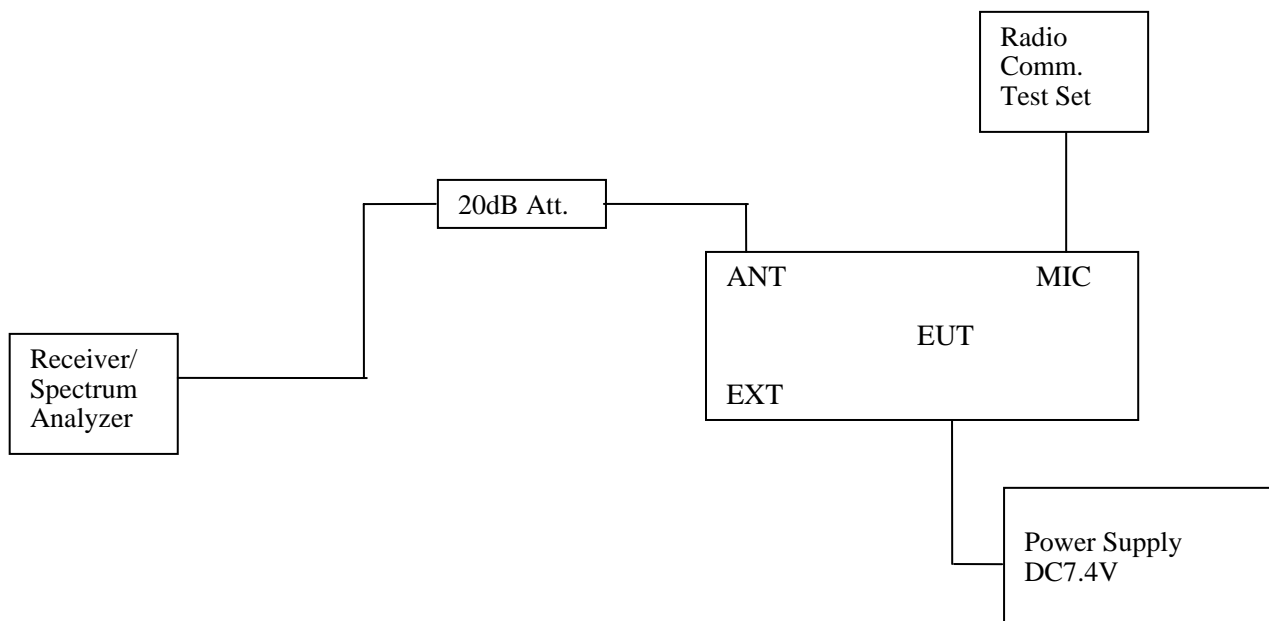 Radio
Comm.
Test Set
20dB Att.
ANT
MIC
EUT
EXT
Receiver/
Spectrum
Analyzer
Power Supply
DC7.4V